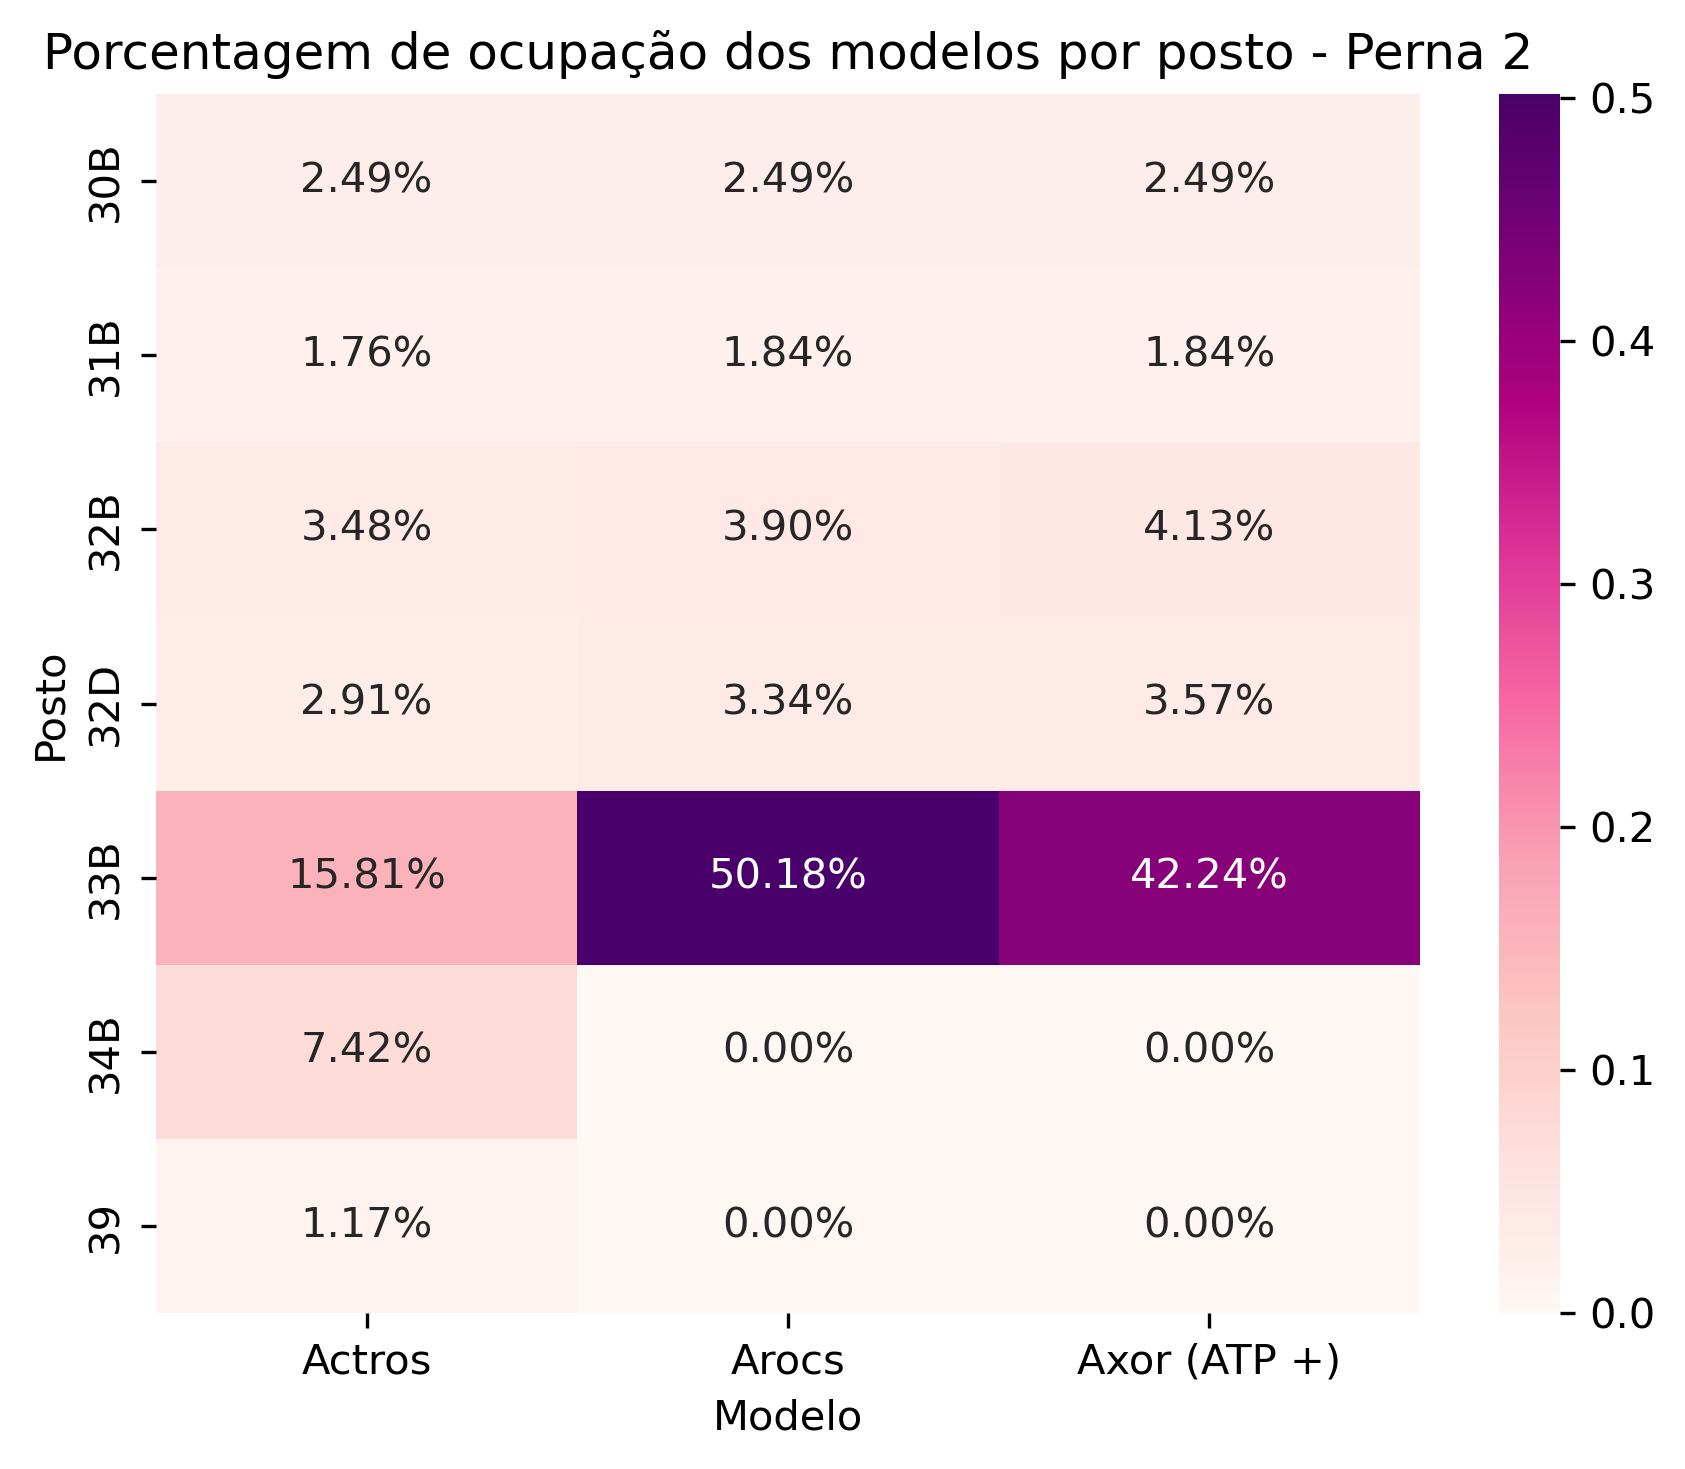 Porcentagem de ocupação dos modelos por posto - Perna 2
Posto
30B 2.49% 2.49% 2.49%
31B 1.76% 1.84% 1.84%
32B 3.48% 3.90% 4.13%
32D 2.91% 3.34% 3.57%
33B 15.81% 50.18% 42.24%
34B 7.42% 0.00% 0.00%
39 1.17% 0.00% 0.00%
Actros Arocs Axor (ATP +)
Modelo
0.5
0.4
0.3
0.2
0.1
0.0